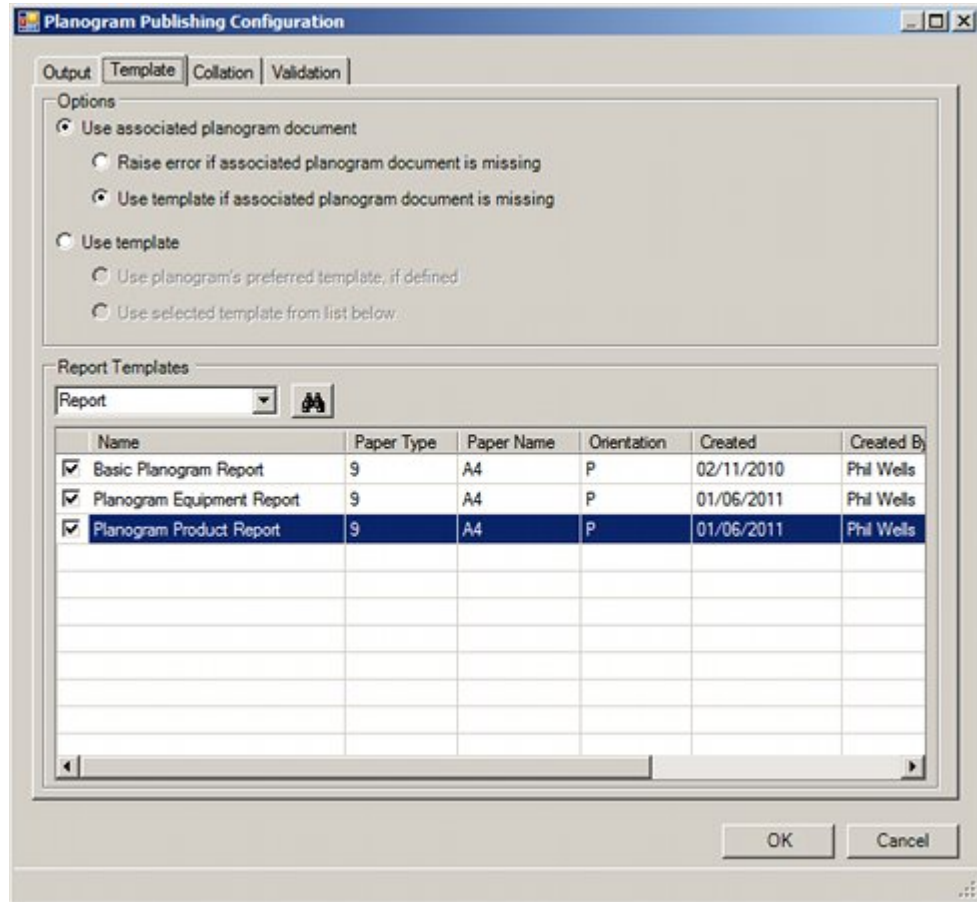 Planogram Publishing Configuration
Output Template Collation Validation
Options
Use associated planogram document
Raise error if associated planogram document is missing
Use template if associated planogram document is missing
Use template
Use planogram's preferred template, if defined
Use selected template from list below
Report Templates
Report
Name Paper Type Paper Name Orientation Created Created By
Basic Planogram Report 9 A4 P 02/11/2010 Phil Wells
Planogram Equipment Report 9 A4 P 01/06/2011 Phil Wells
Planogram Product Report 9 A4 P 01/06/2011 Phil Wells
OK Cancel